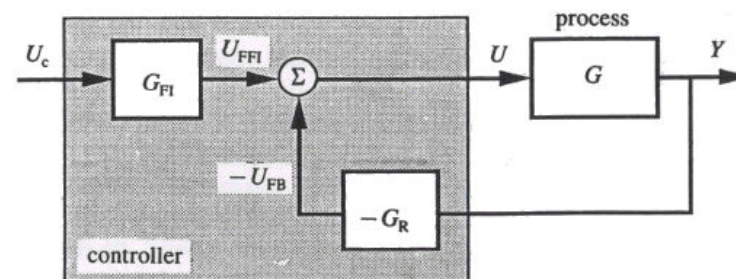 process
U_c
U_FFI
U
Y
G_FI
Σ
G
−U_FB
−G_R
controller